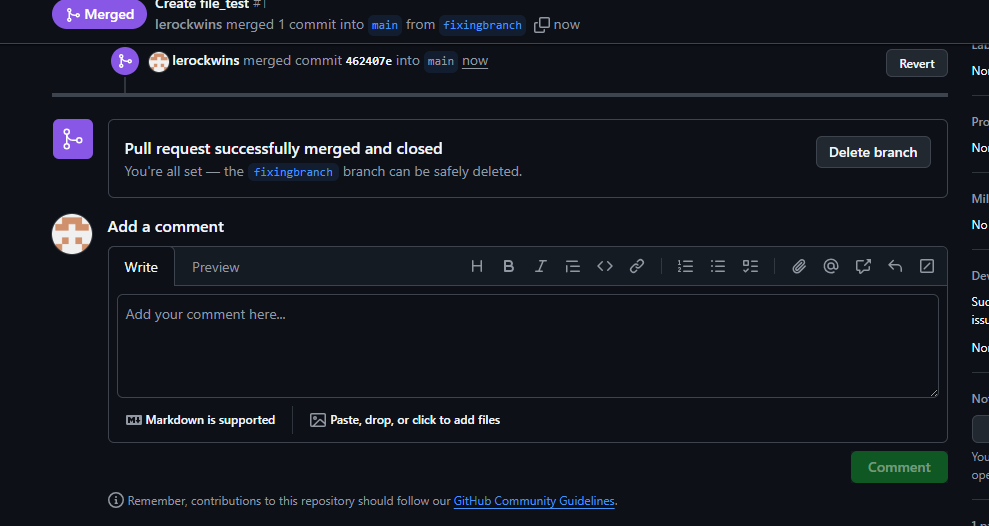 Merged
Create file_test #1
lerockwins merged 1 commit into main from fixingbranch now
lerockwins merged commit 462407e into main now
Revert
Pull request successfully merged and closed
You're all set — the fixingbranch branch can be safely deleted.
Delete branch
Add a comment
Write
Preview
Add your comment here...
Markdown is supported
Paste, drop, or click to add files
Comment
Remember, contributions to this repository should follow our GitHub Community Guidelines.
Lab
Nor
Pro
Nor
Mil
No
Dev
Suc
issu
Nor
Not
You
ope